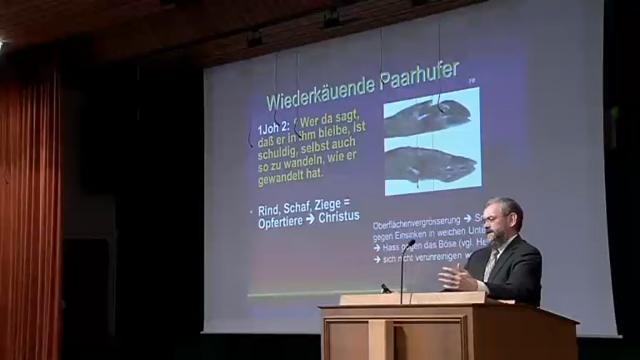 Wiederkäuende Paarhufer
1Joh 2: 6 Wer da sagt,
daß er in ihm bleibe, ist
schuldig, selbst auch
so zu wandeln, wie er
gewandelt hat.
Rind, Schaf, Ziege =
Opfertiere → Christus
Oberflächenvergrösserung →
gegen Einsinken in weichen
→ Hass gegen das Böse (vgl.
→ sich nicht verunreinigen